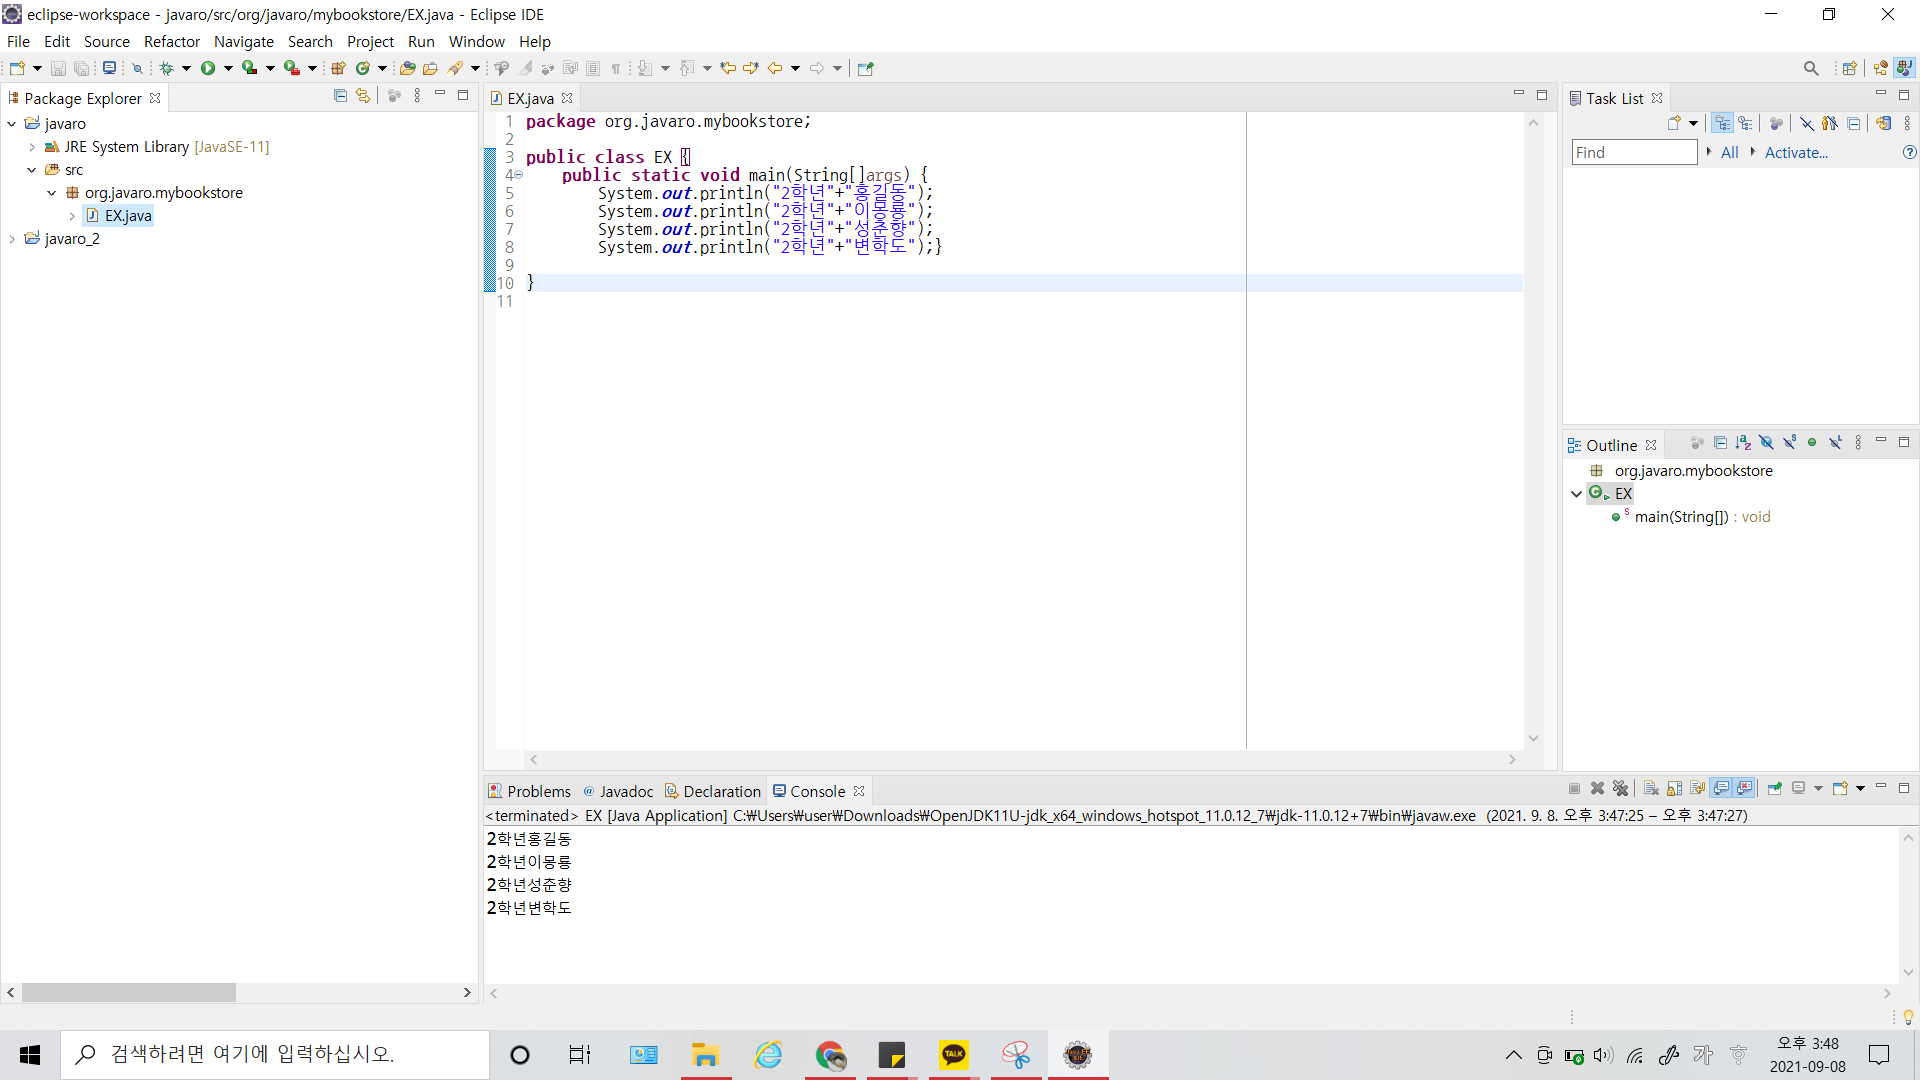 eclipse-workspace - javaro/src/org/javaro/mybookstore/EX.java - Eclipse IDE
File Edit Source Refactor Navigate Search Project Run Window Help
Package Explorer
javaro
JRE System Library [JavaSE-11]
src
org.javaro.mybookstore
EX.java
javaro_2
EX.java
1 package org.javaro.mybookstore;
2
3 public class EX {
4 public static void main(String[]args) {
5 System.out.println("2학년"+"홍길동");
6 System.out.println("2학년"+"이몽룡");
7 System.out.println("2학년"+"성춘향");
8 System.out.println("2학년"+"변학도");}
9
10 }
11
Task List
Find All Activate...
Outline
org.javaro.mybookstore
EX
main(String[]) : void
Problems @ Javadoc Declaration Console
<terminated> EX [Java Application] C:₩Users₩user₩Downloads₩OpenJDK11U-jdk_x64_windows_hotspot_11.0.12_7₩jdk-11.0.12+7₩bin₩javaw.exe (2021. 9. 8. 오후 3:47:25 – 오후 3:47:27)
2학년홍길동
2학년이몽룡
2학년성춘향
2학년변학도
검색하려면 여기에 입력하십시오.
TALK
가
오후 3:48
2021-09-08